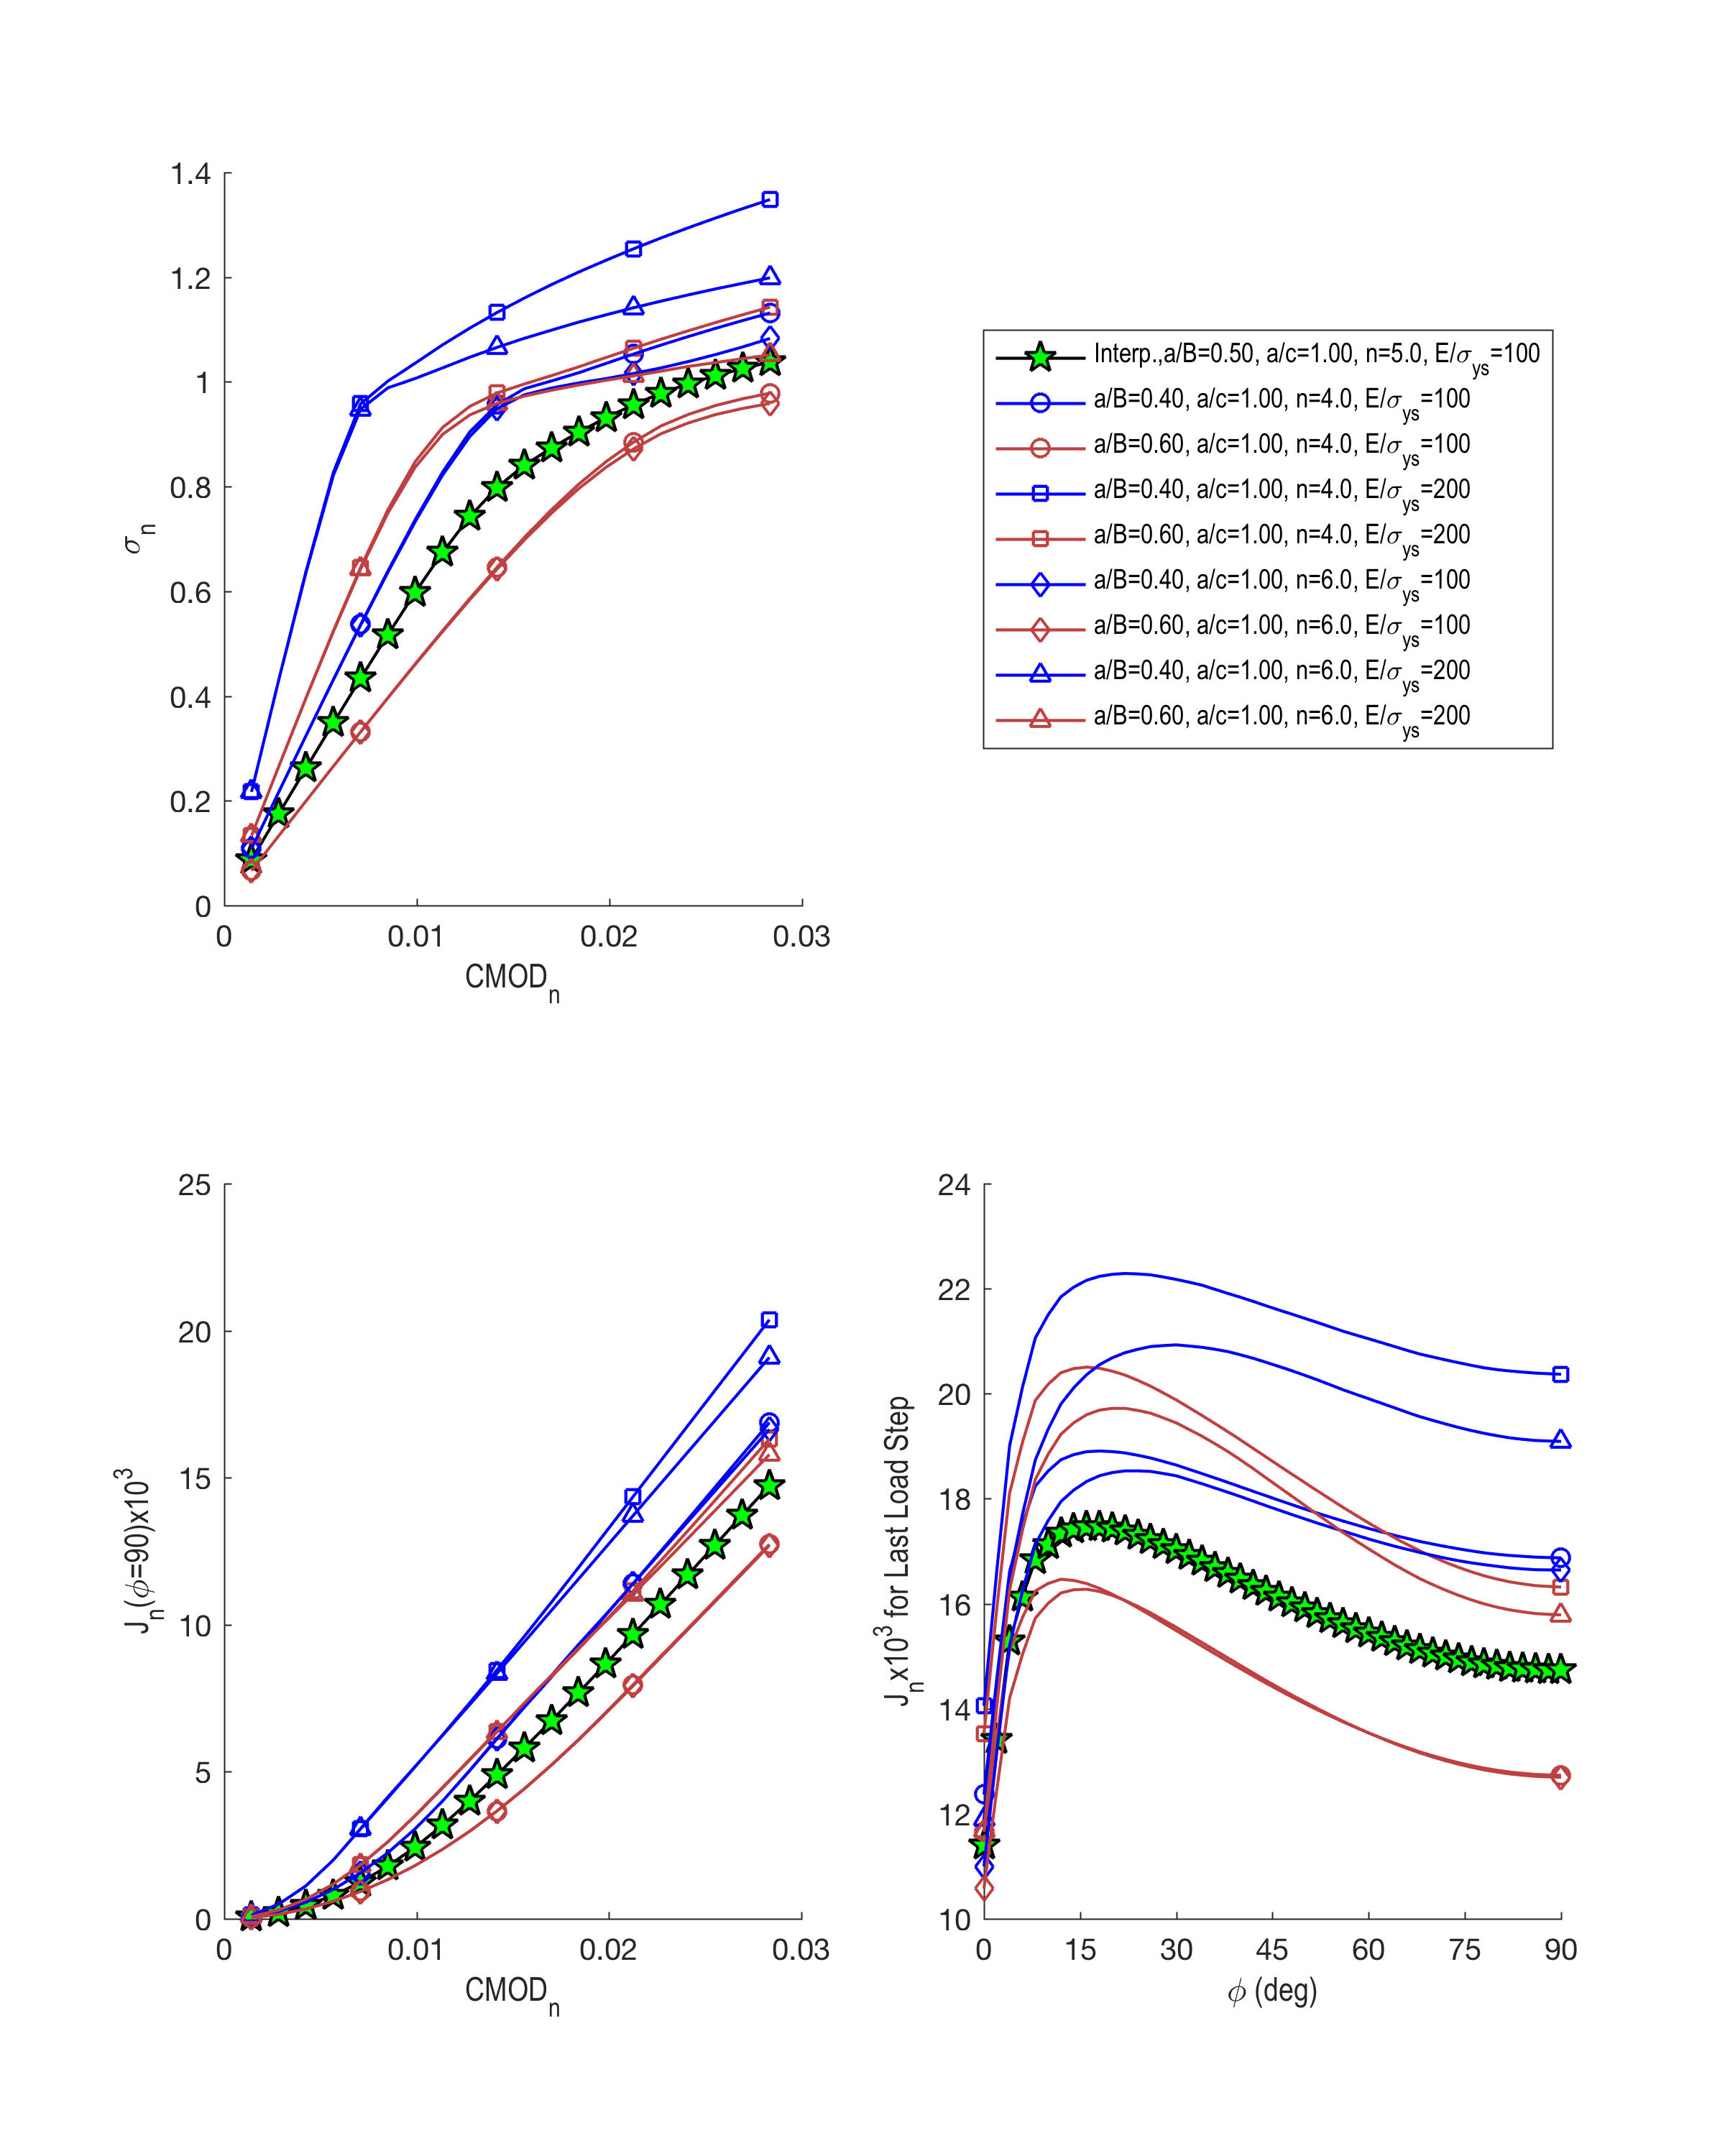 1.4
1.2
1
0.8
0.6
0.4
0.2
0
σn
0 0.01 0.02 0.03
CMODn
Interp.,a/B=0.50, a/c=1.00, n=5.0, E/σys=100
a/B=0.40, a/c=1.00, n=4.0, E/σys=100
a/B=0.60, a/c=1.00, n=4.0, E/σys=100
a/B=0.40, a/c=1.00, n=4.0, E/σys=200
a/B=0.60, a/c=1.00, n=4.0, E/σys=200
a/B=0.40, a/c=1.00, n=6.0, E/σys=100
a/B=0.60, a/c=1.00, n=6.0, E/σys=100
a/B=0.40, a/c=1.00, n=6.0, E/σys=200
a/B=0.60, a/c=1.00, n=6.0, E/σys=200
25
20
15
10
5
0
Jn(ϕ=90)x10³
0 0.01 0.02 0.03
CMODn
24
22
20
18
16
14
12
10
Jn x10³ for Last Load Step
0 15 30 45 60 75 90
ϕ (deg)